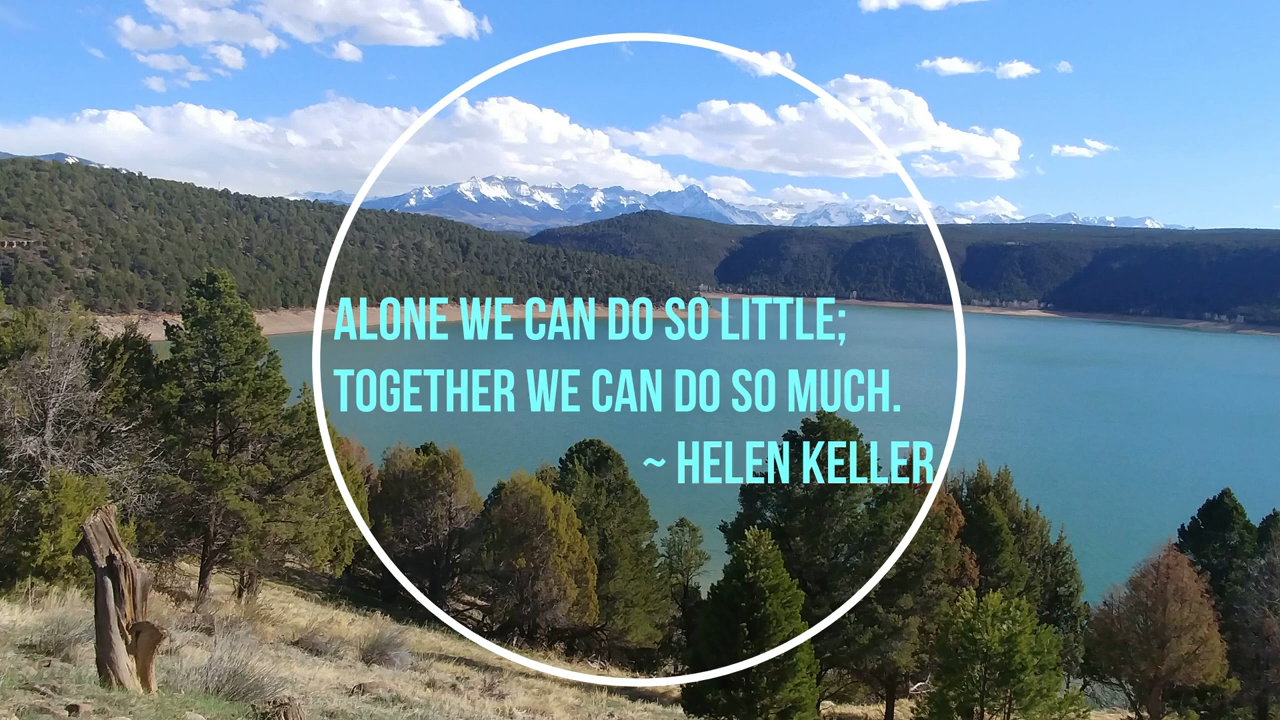 ALONE WE CAN DO SO LITTLE;
TOGETHER WE CAN DO SO MUCH.
~ HELEN KELLER